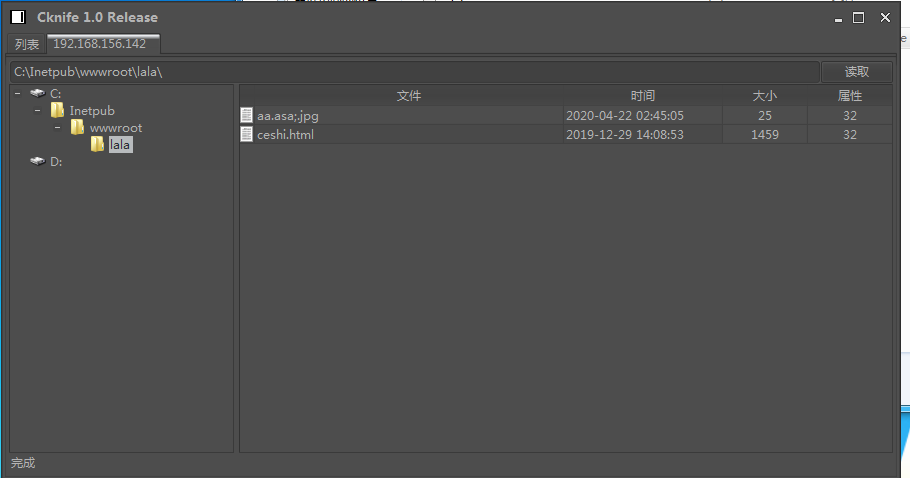 Cknife 1.0 Release
列表 192.168.156.142
C:\Inetpub\wwwroot\lala\ 读取
C:
Inetpub
wwwroot
lala
D:
文件 时间 大小 属性
aa.asa;.jpg 2020-04-22 02:45:05 25 32
ceshi.html 2019-12-29 14:08:53 1459 32
完成